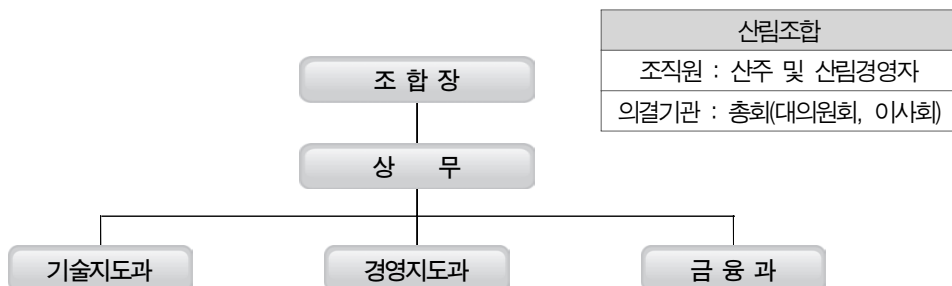 산림조합
조직원 : 산주 및 산림경영자
의결기관 : 총회(대의원회, 이사회)
조 합 장
상 무
기술지도과
경영지도과
금 융 과